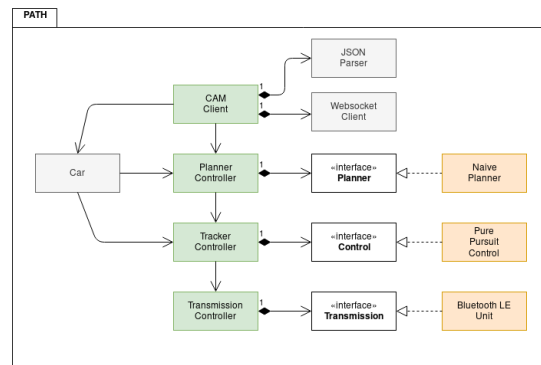 PATH
JSON
Parser
1
CAM
Client
1
Websocket
Client
Car
Planner
Controller
1
«interface»
Planner
Naive
Planner
Tracker
Controller
1
«interface»
Control
Pure
Pursuit
Control
Transmission
Controller
1
«interface»
Transmission
Bluetooth LE
Unit